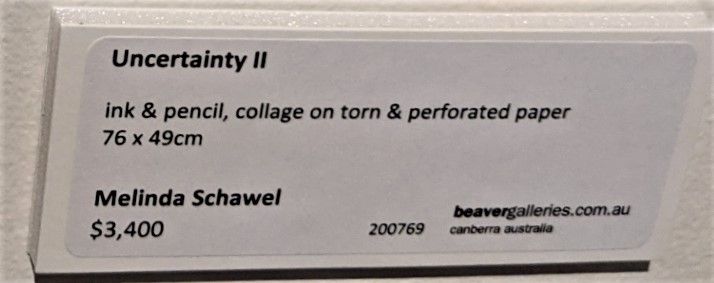 Uncertainty II
ink & pencil, collage on torn & perforated paper
76 x 49cm
Melinda Schawel
$3,400
200769
beavergalleries.com.au
canberra australia